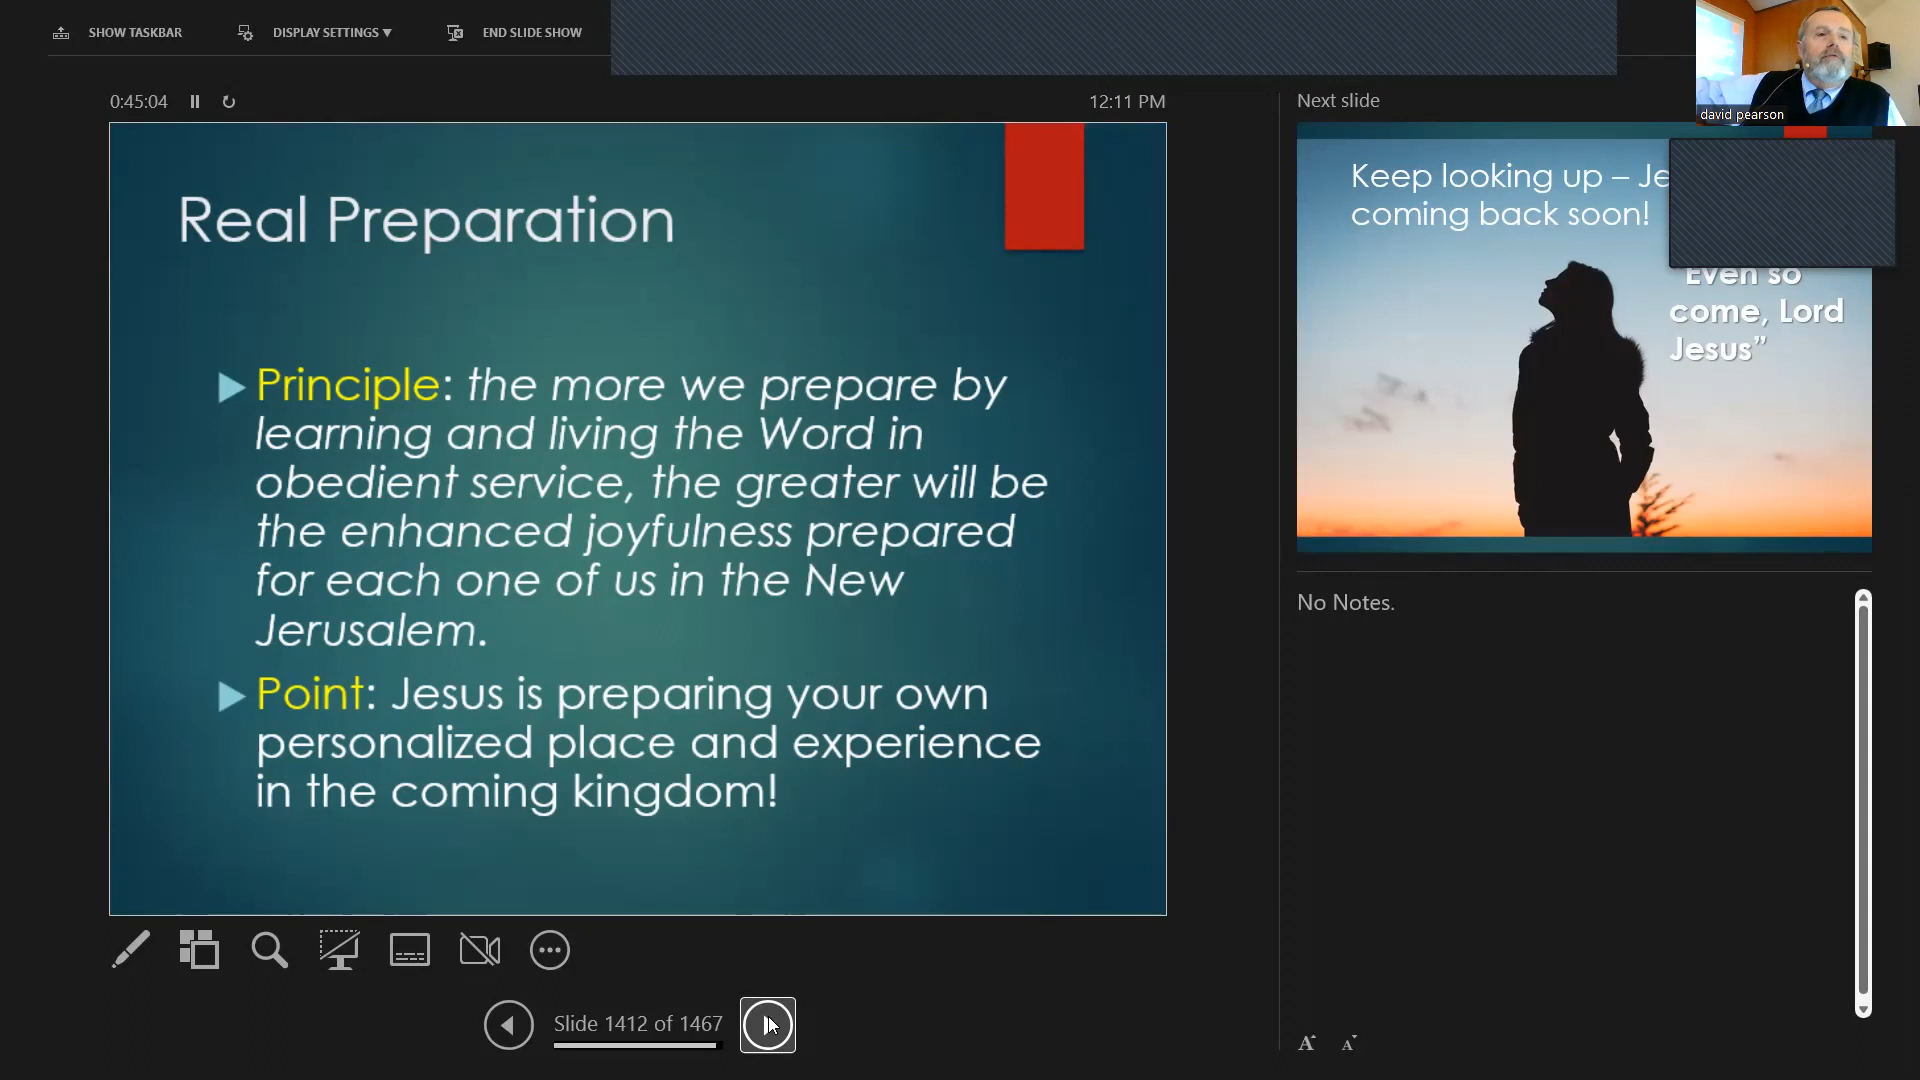 SHOW TASKBAR
DISPLAY SETTINGS ▼
END SLIDE SHOW
0:45:04
12:11 PM
Real Preparation
Principle: the more we prepare by
learning and living the Word in
obedient service, the greater will be
the enhanced joyfulness prepared
for each one of us in the New
Jerusalem.
Point: Jesus is preparing your own
personalized place and experience
in the coming kingdom!
Slide 1412 of 1467
Next slide
david pearson
Keep looking up –
coming back soon!
Even so
come, Lord
Jesus”
No Notes.
A
A